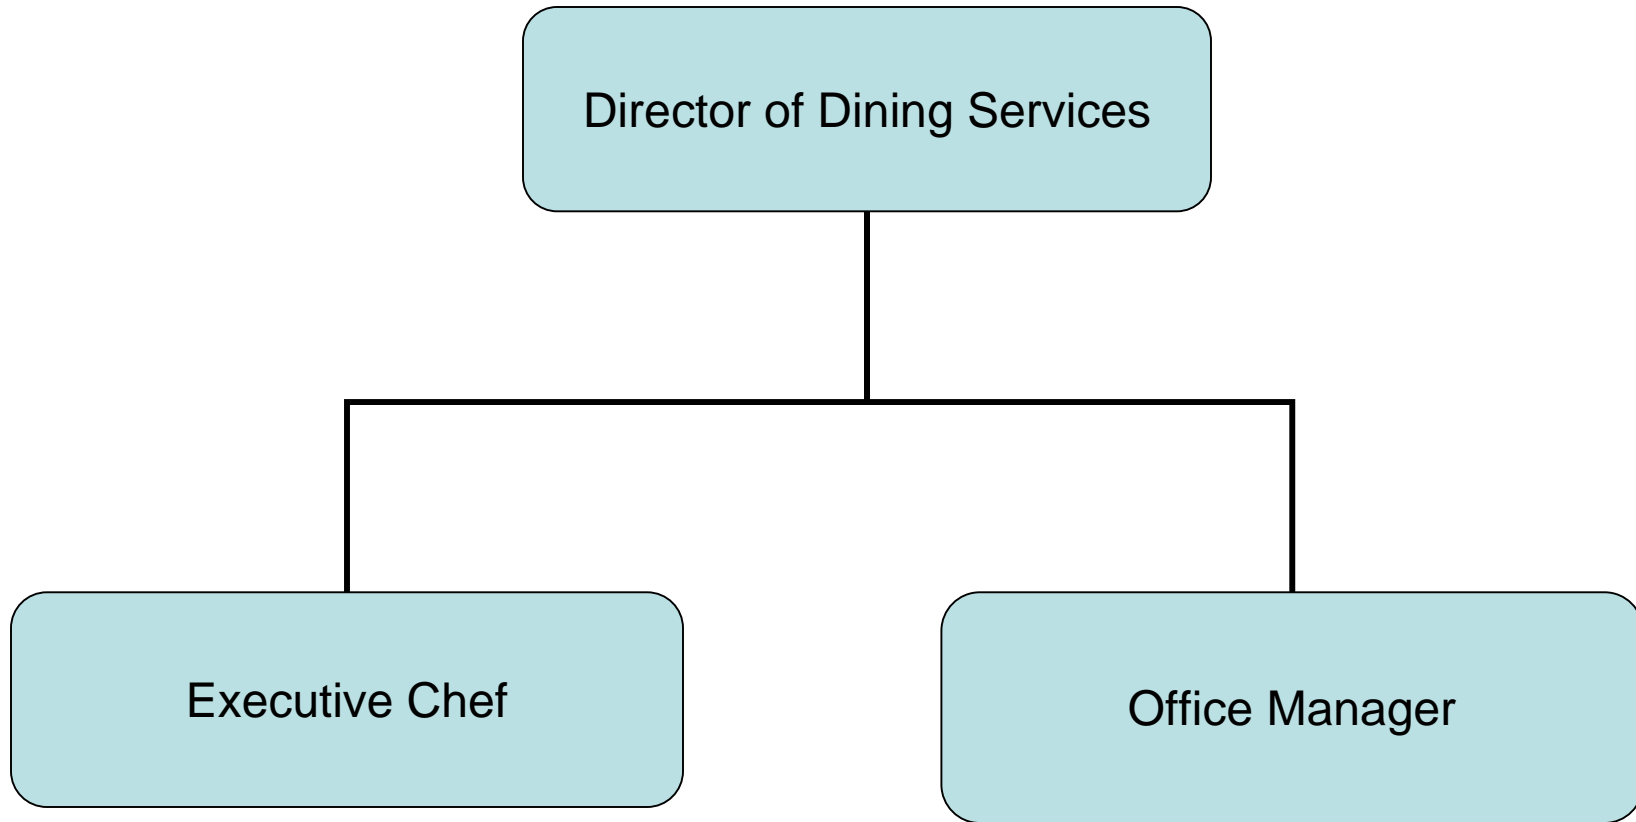 Director of Dining Services
Executive Chef
Office Manager